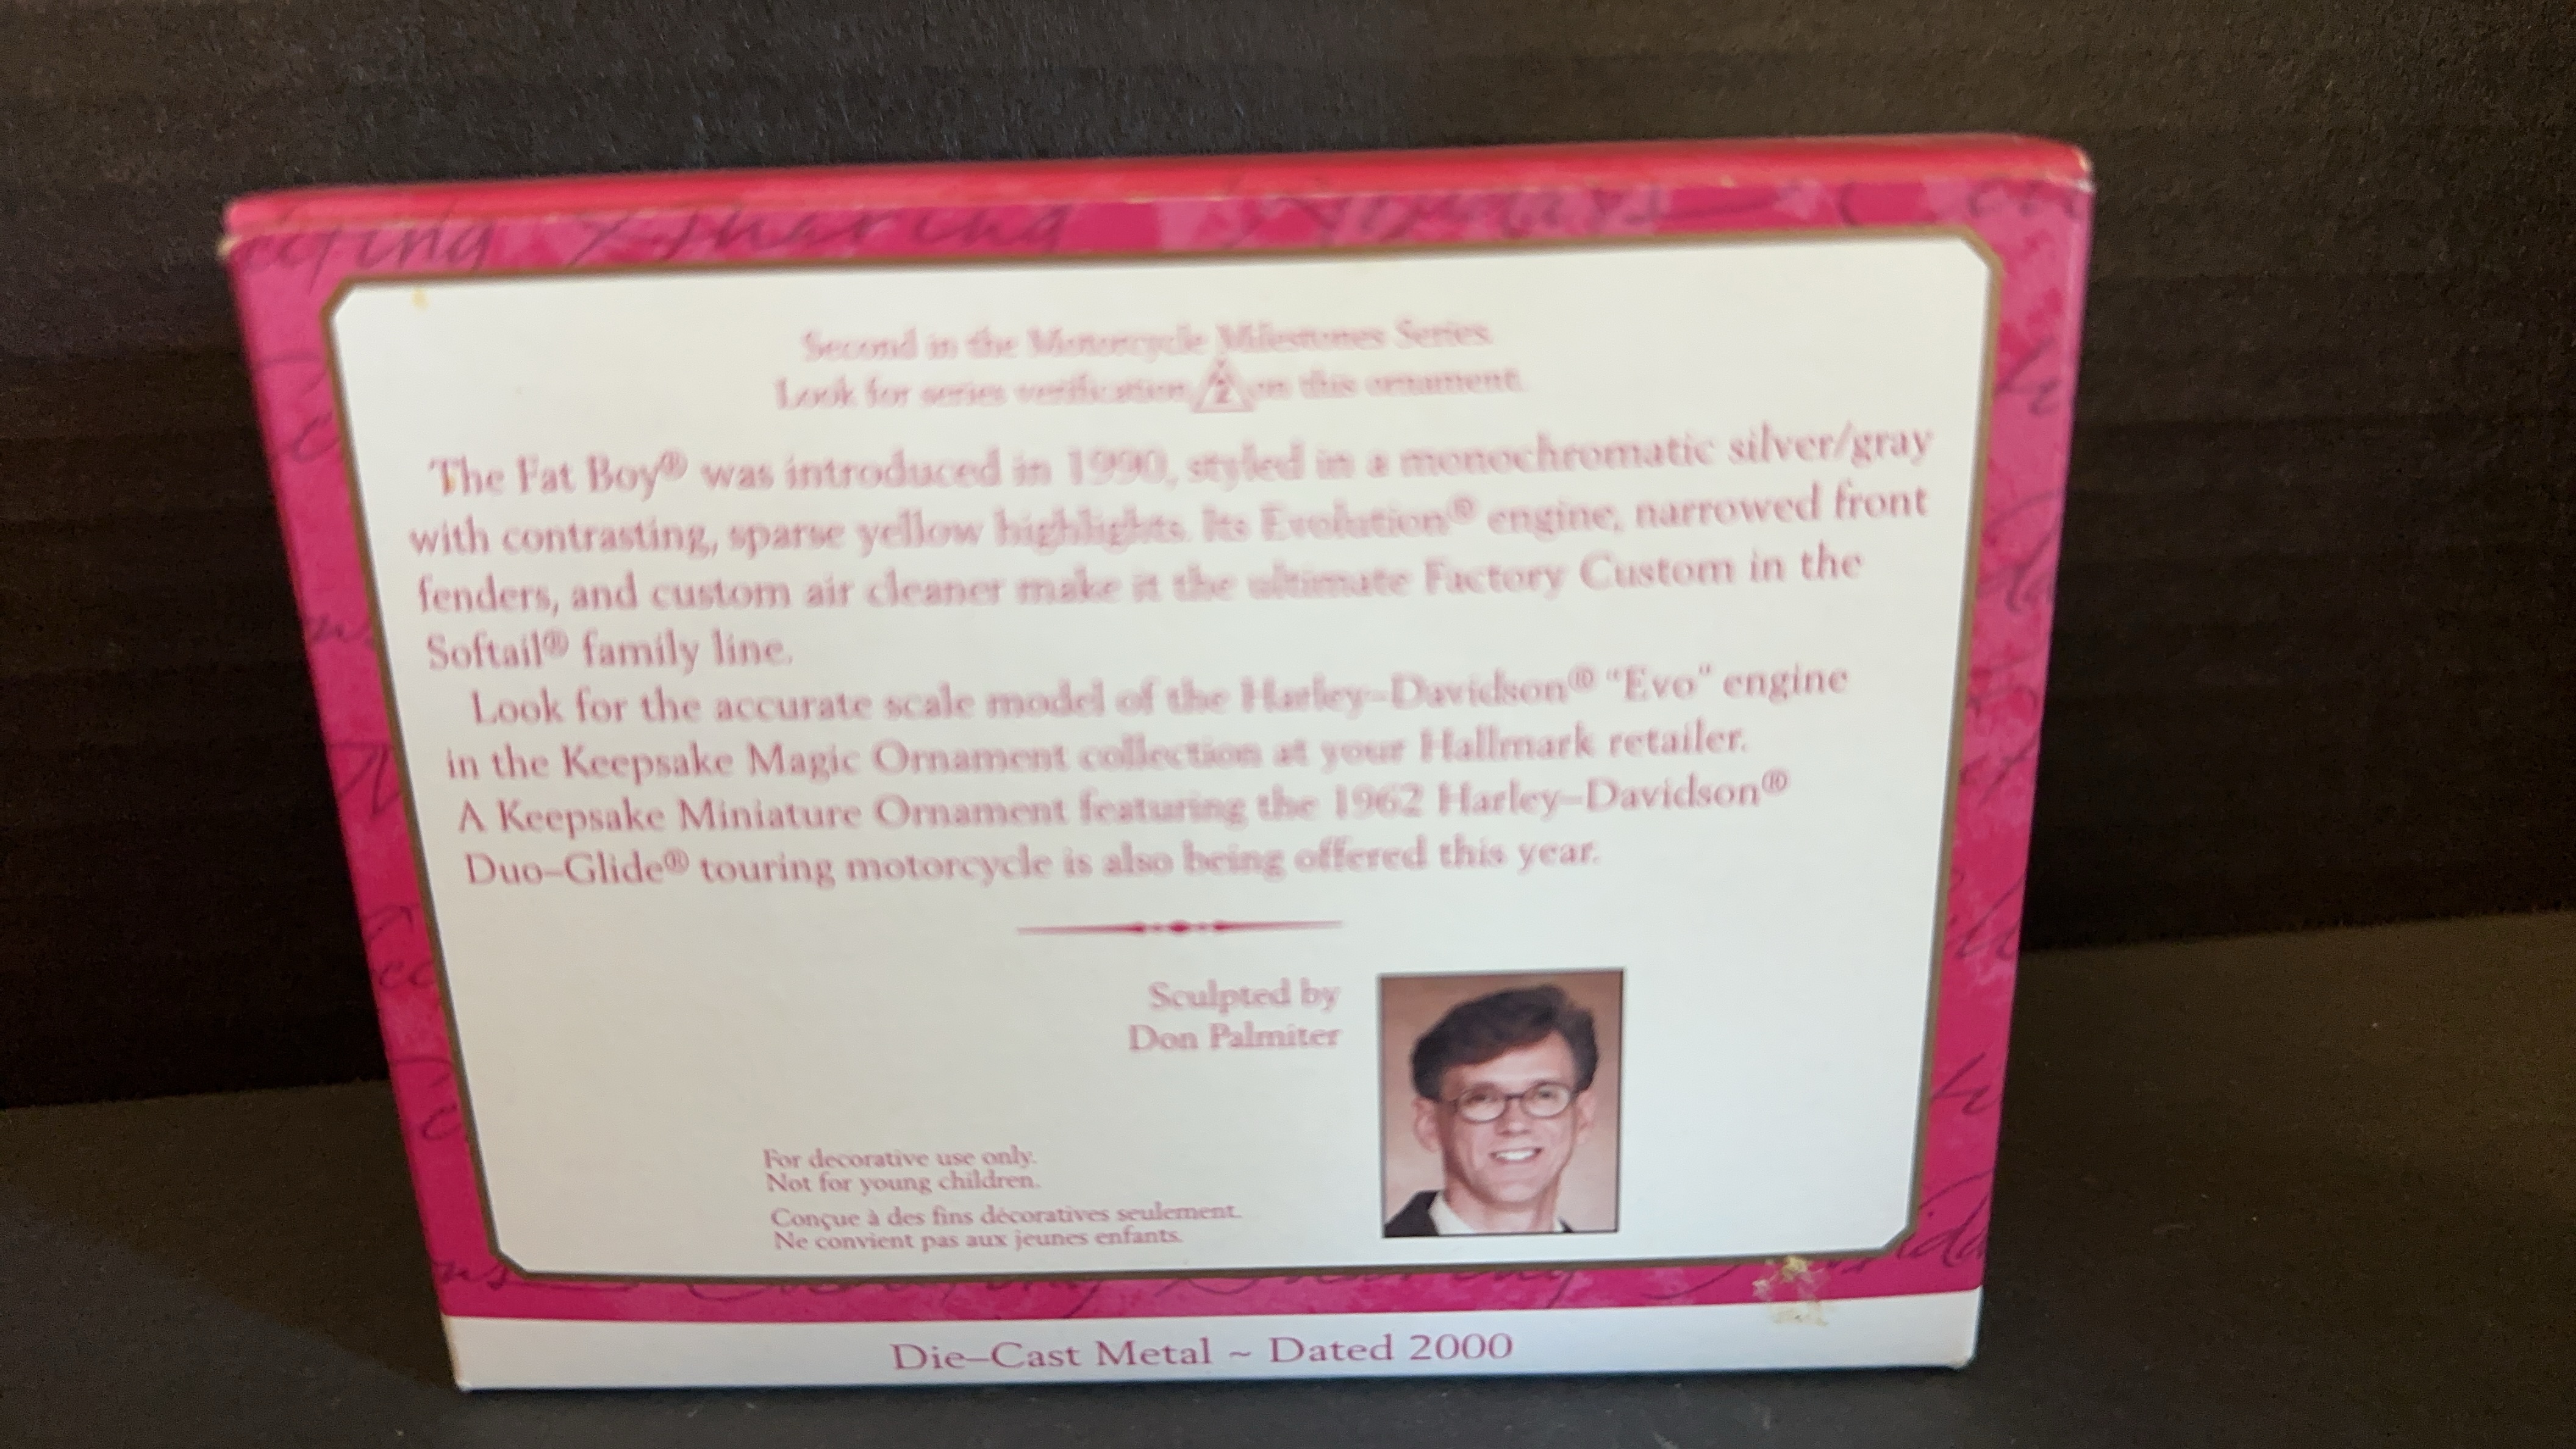 Second in the Motorcycle Milestones Series.
Look for series verification 2 on this ornament.
The Fat Boy® was introduced in 1990, styled in a monochromatic silver/gray
with contrasting, sparse yellow highlights. Its Evolution® engine, narrowed front
fenders, and custom air cleaner make it the ultimate Factory Custom in the
Softail® family line.
Look for the accurate scale model of the Harley–Davidson® "Evo" engine
in the Keepsake Magic Ornament collection at your Hallmark retailer.
A Keepsake Miniature Ornament featuring the 1962 Harley–Davidson®
Duo–Glide® touring motorcycle is also being offered this year.
Sculpted by
Don Palmiter
For decorative use only.
Not for young children.
Conçue à des fins décoratives seulement.
Ne convient pas aux jeunes enfants.
Die–Cast Metal ~ Dated 2000